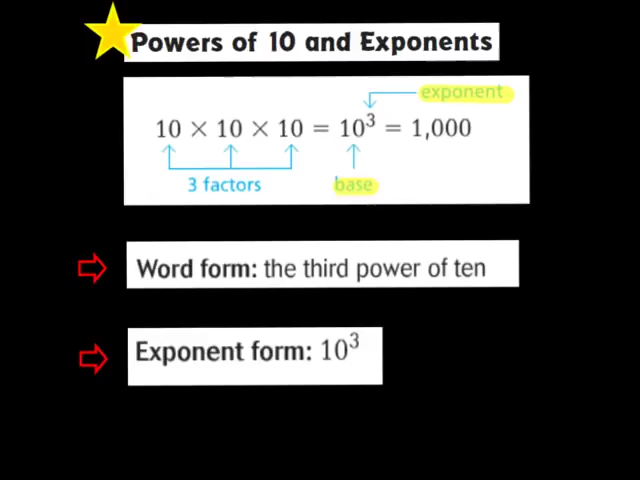 Powers of 10 and Exponents
exponent
10 × 10 × 10 = 10³ = 1,000
3 factors base
Word form: the third power of ten
Exponent form: 10³